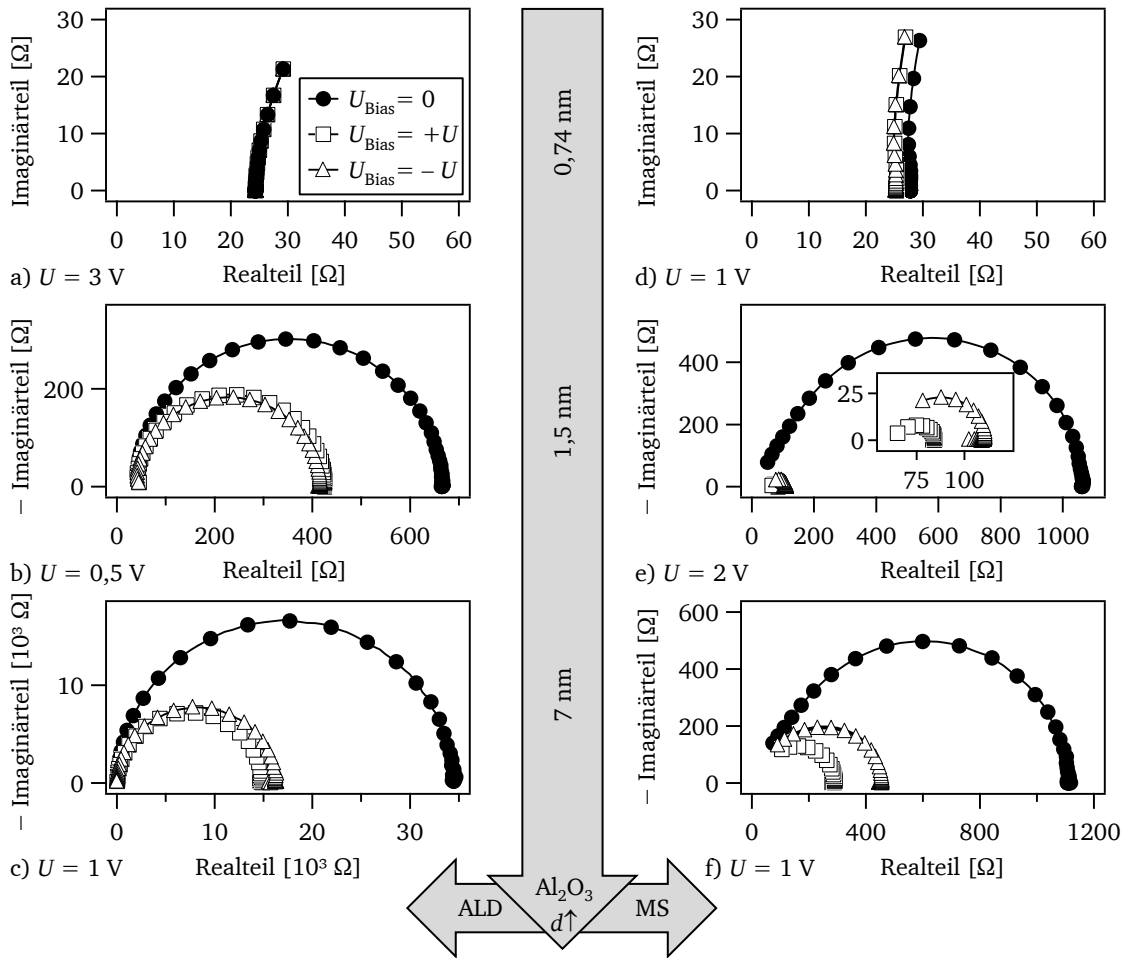 Imaginärteil [Ω]
30
20
10
0
0 10 20 30 40 50 60
Realteil [Ω]
a) U = 3 V
U_Bias = 0
U_Bias = +U
U_Bias = − U
0,74 nm
Imaginärteil [Ω]
30
20
10
0
0 10 20 30 40 50 60
Realteil [Ω]
d) U = 1 V
− Imaginärteil [Ω]
200
0
0 200 400 600
Realteil [Ω]
b) U = 0,5 V
1,5 nm
− Imaginärteil [Ω]
400
200
0
0 200 400 600 800 1000
25
0
75 100
Realteil [Ω]
e) U = 2 V
− Imaginärteil [10³ Ω]
10
0
0 10 20 30
Realteil [10³ Ω]
c) U = 1 V
7 nm
− Imaginärteil [Ω]
600
400
200
0
0 400 800 1200
Realteil [Ω]
f) U = 1 V
ALD
Al₂O₃
d↑
MS